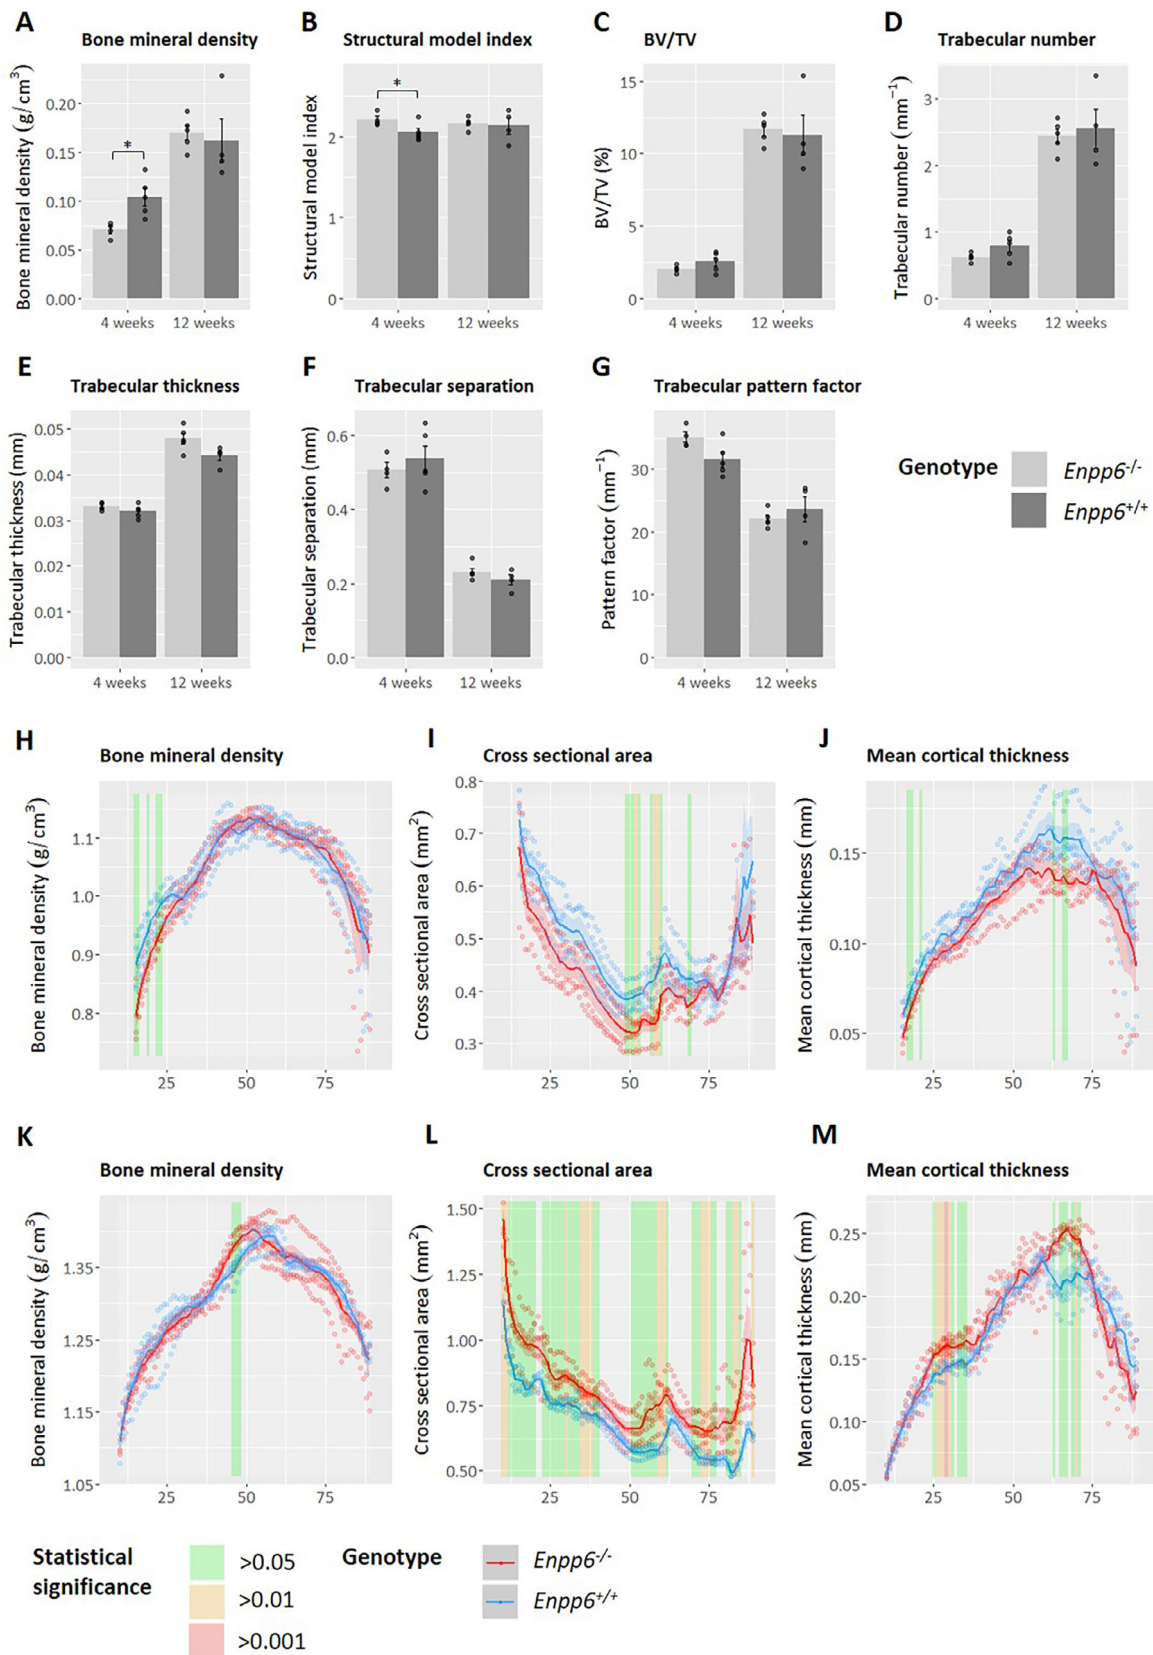 A
Bone mineral density
Bone mineral density (g/cm³)
0.20
0.15
0.10
0.05
0.00
*
4 weeks
12 weeks
B
Structural model index
Structural model index
2
1
0
*
4 weeks
12 weeks
C
BV/TV
BV/TV (%)
15
10
5
0
4 weeks
12 weeks
D
Trabecular number
Trabecular number (mm⁻¹)
3
2
1
0
4 weeks
12 weeks
E
Trabecular thickness
Trabecular thickness (mm)
0.05
0.04
0.03
0.02
0.01
0.00
4 weeks
12 weeks
F
Trabecular separation
Trabecular separation (mm)
0.6
0.4
0.2
0.0
4 weeks
12 weeks
G
Trabecular pattern factor
Pattern factor (mm⁻¹)
30
20
10
0
4 weeks
12 weeks
Genotype
Enpp6⁻/⁻
Enpp6⁺/⁺
H
Bone mineral density
Bone mineral density (g/cm³)
1.1
1.0
0.9
0.8
25
50
75
I
Cross sectional area
Cross sectional area (mm²)
0.8
0.7
0.6
0.5
0.4
0.3
25
50
75
J
Mean cortical thickness
Mean cortical thickness (mm)
0.15
0.10
0.05
25
50
75
K
Bone mineral density
Bone mineral density (g/cm³)
1.35
1.25
1.15
1.05
25
50
75
L
Cross sectional area
Cross sectional area (mm²)
1.50
1.25
1.00
0.75
0.50
25
50
75
M
Mean cortical thickness
Mean cortical thickness (mm)
0.25
0.20
0.15
0.10
0.05
25
50
75
Statistical
significance
>0.05
>0.01
>0.001
Genotype
Enpp6⁻/⁻
Enpp6⁺/⁺